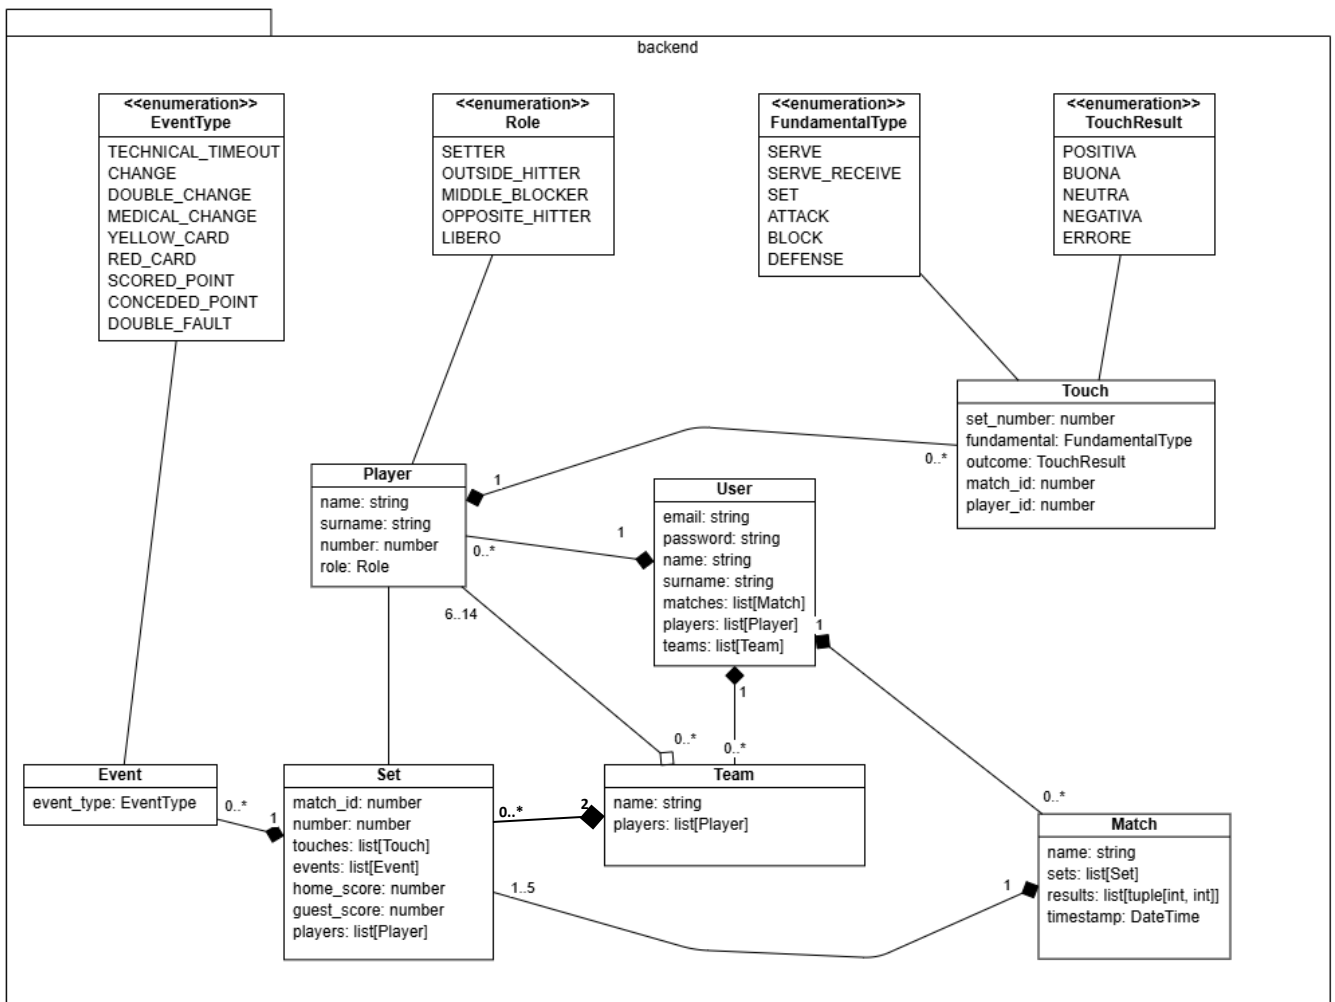 backend
<<enumeration>>
EventType
TECHNICAL_TIMEOUT
CHANGE
DOUBLE_CHANGE
MEDICAL_CHANGE
YELLOW_CARD
RED_CARD
SCORED_POINT
CONCEDED_POINT
DOUBLE_FAULT
<<enumeration>>
Role
SETTER
OUTSIDE_HITTER
MIDDLE_BLOCKER
OPPOSITE_HITTER
LIBERO
<<enumeration>>
FundamentalType
SERVE
SERVE_RECEIVE
SET
ATTACK
BLOCK
DEFENSE
<<enumeration>>
TouchResult
POSITIVA
BUONA
NEUTRA
NEGATIVA
ERRORE
Touch
set_number: number
fundamental: FundamentalType
outcome: TouchResult
match_id: number
player_id: number
0..*
1
Player
name: string
surname: string
number: number
role: Role
0..*
1
6..14
User
email: string
password: string
name: string
surname: string
matches: list[Match]
players: list[Player]
teams: list[Team]
1
1
0..*
0..*
0..*
Event
event_type: EventType
0..*
1
Set
match_id: number
number: number
touches: list[Touch]
events: list[Event]
home_score: number
guest_score: number
players: list[Player]
0..*
2
1..5
1
Team
name: string
players: list[Player]
Match
name: string
sets: list[Set]
results: list[tuple[int, int]]
timestamp: DateTime